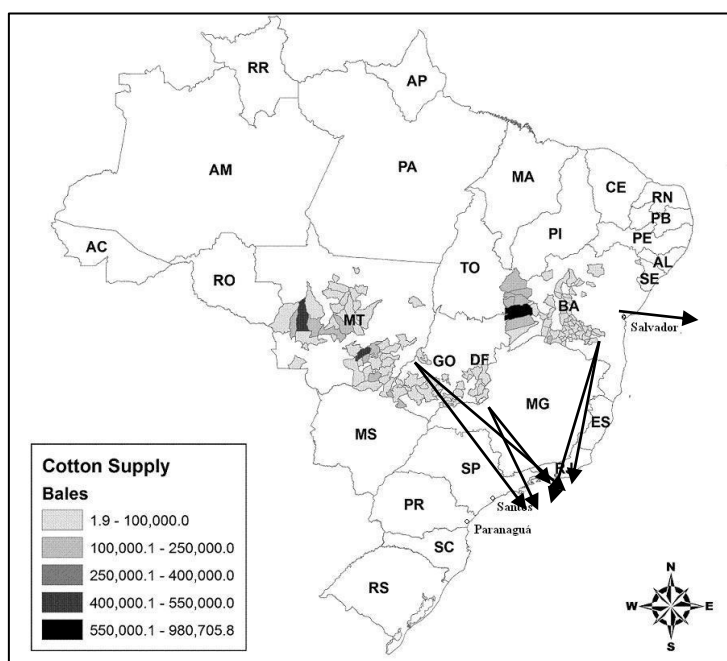 RR
AP
AM
PA
MA
CE
RN
PB
PE
AL
SE
PI
AC
RO
TO
BA
MT
Salvador
GO
DF
MG
ES
MS
SP
RJ
Santos
PR
Paranaguá
SC
RS
Cotton Supply
Bales
1.9 - 100,000.0
100,000.1 - 250,000.0
250,000.1 - 400,000.0
400,000.1 - 550,000.0
550,000.1 - 980,705.8
N
W
E
S